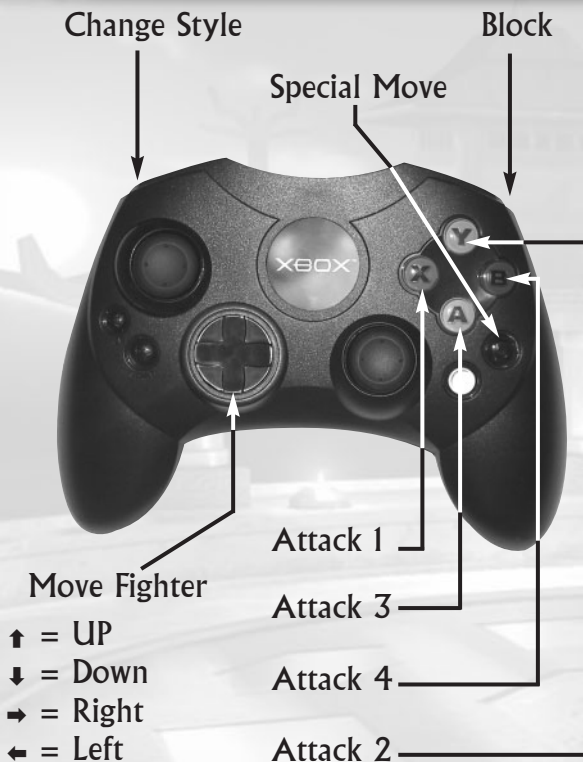 Change Style
Block
Special Move
XBOX
Y
X
B
A
Attack 1
Move Fighter
Attack 3
↑ = UP
↓ = Down
Attack 4
→ = Right
← = Left
Attack 2